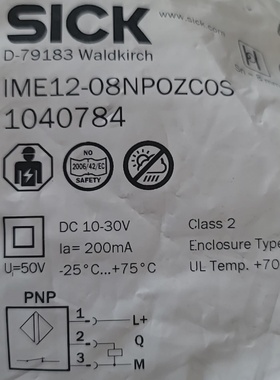 SICK
D-79183 Waldkirch
IME12-08NPOZC0S
1040784
NO
2006/42/EC
SAFETY
DC 10-30V
Class 2
Ia= 200mA
Enclosure Type
Ui=50V
-25°C...+75°C
UL Temp. +70
PNP
1
L+
2
Q
3
M